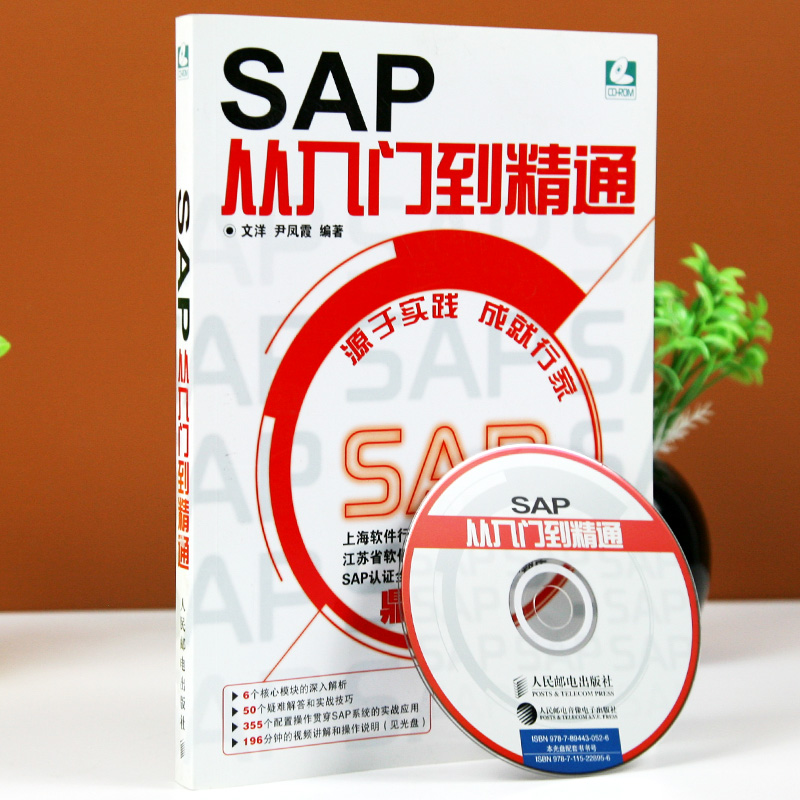 SAP
从入门到精通
文洋 尹凤霞 编著
CD-ROM
源于实践 成就行家
SAP
上海软件行
江苏省软件
SAP认证
鼎
6个核心模块的深入解析
50个疑难解答和实战技巧
355个配置操作贯穿SAP系统的实战应用
196分钟的视频讲解和操作说明（见光盘）
CD-ROM
SAP从入门到精通
人民邮电出版社
SAP
从入门到精通
人民邮电出版社
POSTS & TELECOM PRESS
人民邮电音像电子出版社
POSTS & TELECOM A.V.E. PRESS
ISBN 978-7-89443-052-6
本光盘配套书书号
ISBN 978-7-115-22895-6